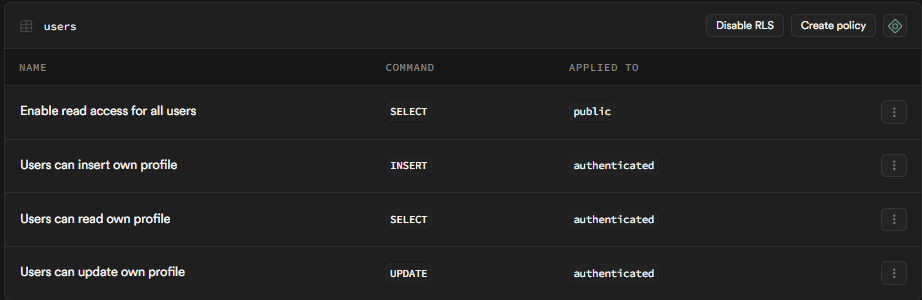 users Disable RLS Create policy
NAME COMMAND APPLIED TO
Enable read access for all users SELECT public
Users can insert own profile INSERT authenticated
Users can read own profile SELECT authenticated
Users can update own profile UPDATE authenticated